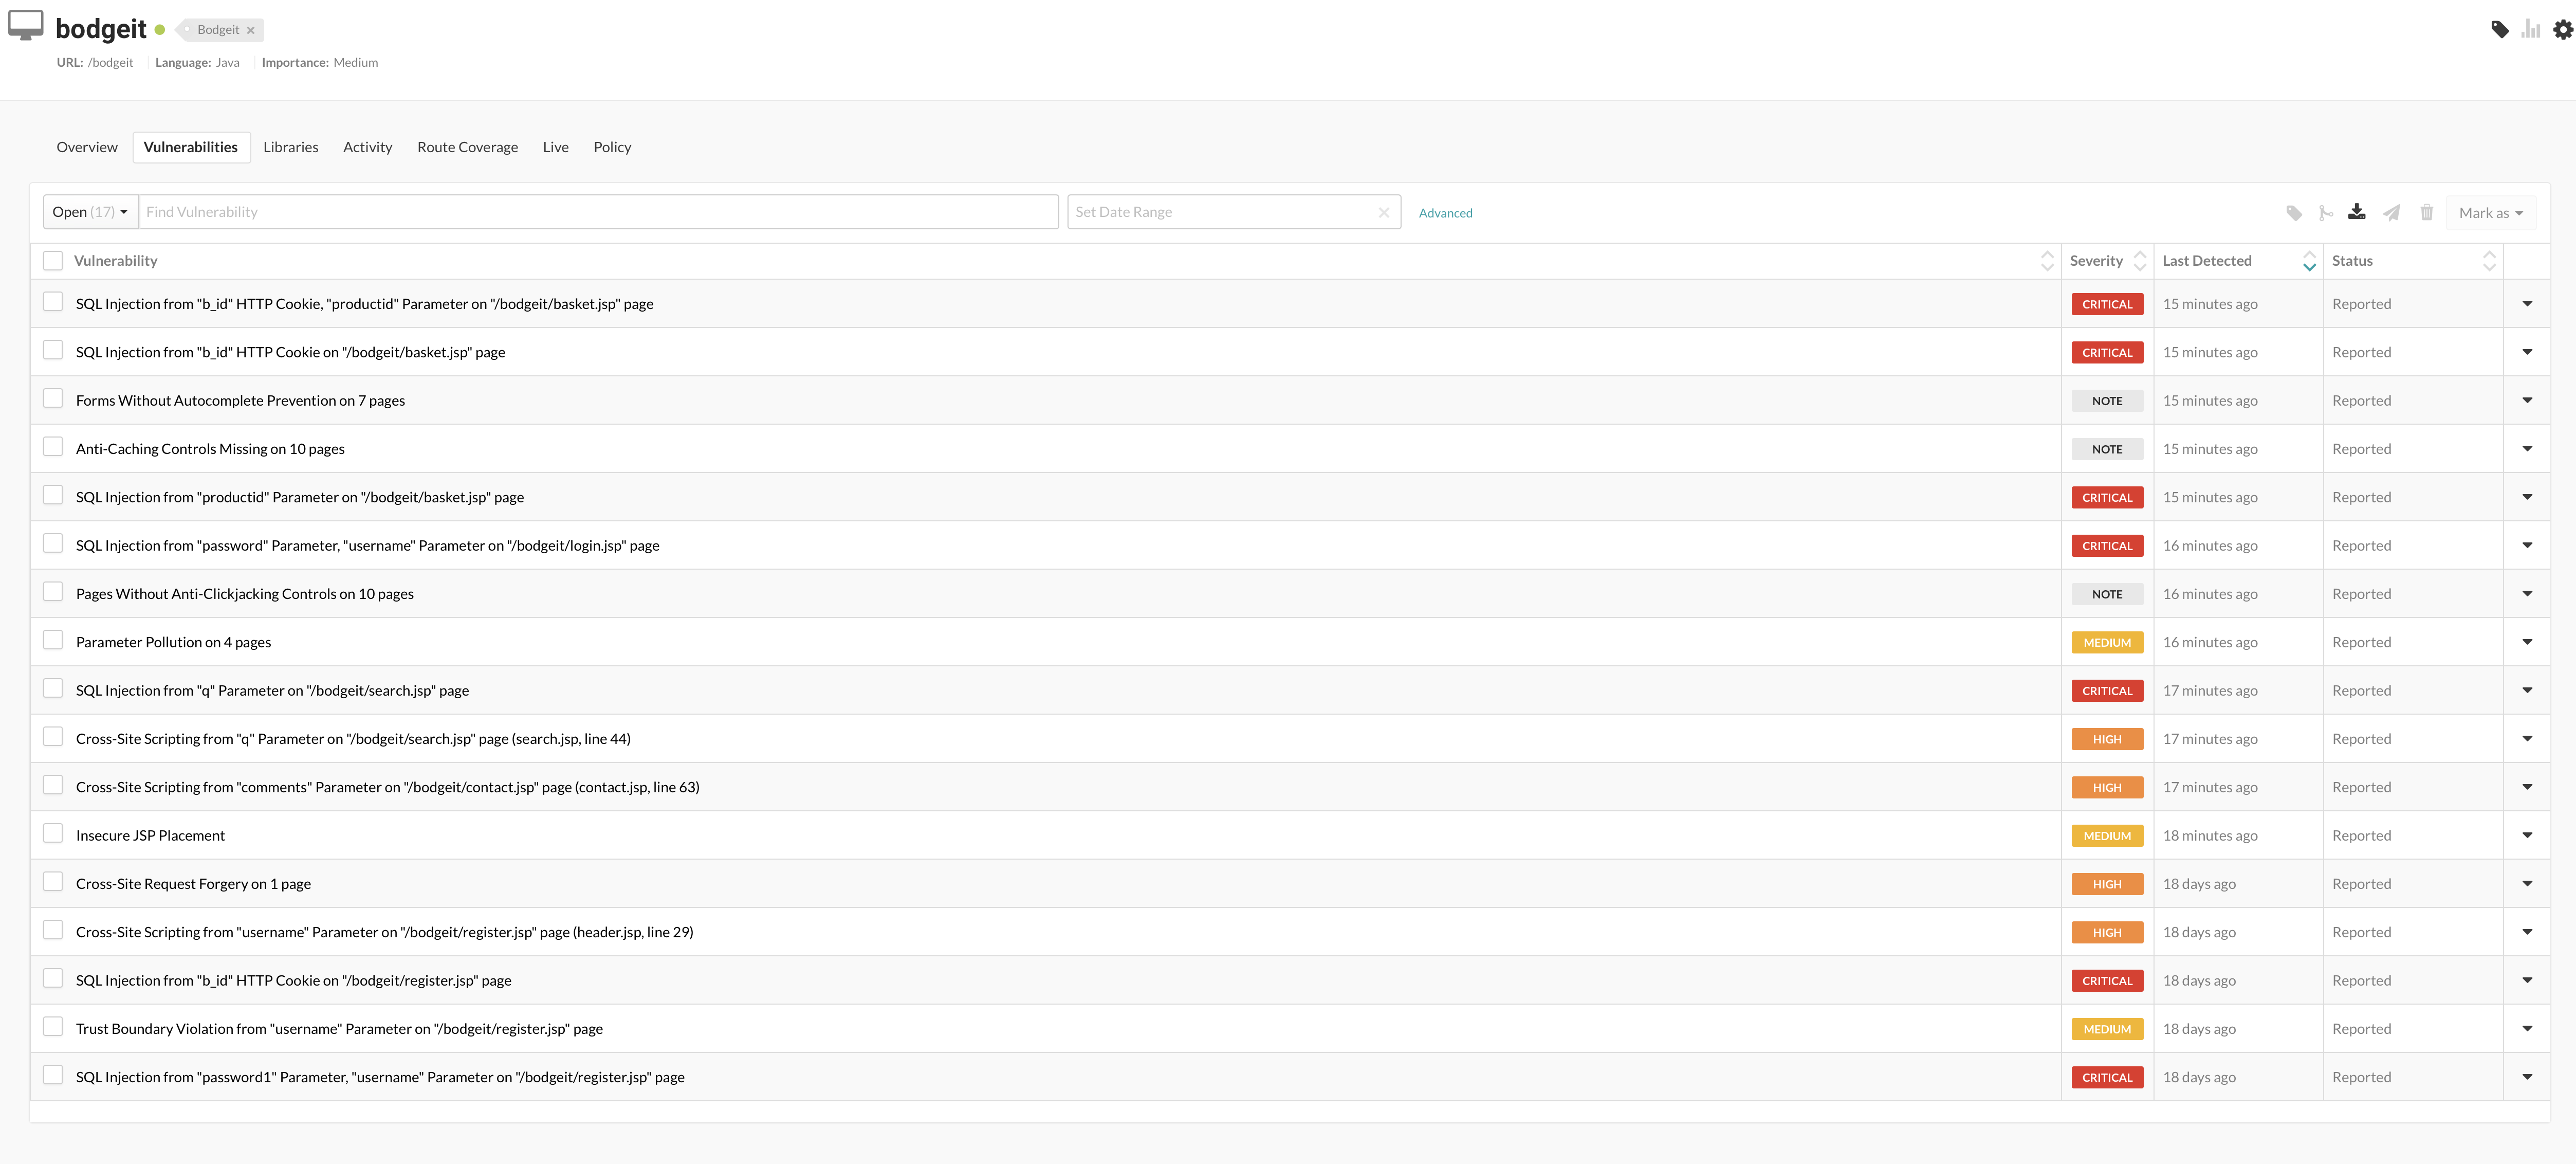 bodgeit Bodgeit ×
URL: /bodgeit Language: Java Importance: Medium
Overview Vulnerabilities Libraries Activity Route Coverage Live Policy
Open (17) Find Vulnerability Set Date Range × Advanced Mark as
Vulnerability Severity Last Detected Status
SQL Injection from "b_id" HTTP Cookie, "productid" Parameter on "/bodgeit/basket.jsp" page CRITICAL 15 minutes ago Reported
SQL Injection from "b_id" HTTP Cookie on "/bodgeit/basket.jsp" page CRITICAL 15 minutes ago Reported
Forms Without Autocomplete Prevention on 7 pages NOTE 15 minutes ago Reported
Anti-Caching Controls Missing on 10 pages NOTE 15 minutes ago Reported
SQL Injection from "productid" Parameter on "/bodgeit/basket.jsp" page CRITICAL 15 minutes ago Reported
SQL Injection from "password" Parameter, "username" Parameter on "/bodgeit/login.jsp" page CRITICAL 16 minutes ago Reported
Pages Without Anti-Clickjacking Controls on 10 pages NOTE 16 minutes ago Reported
Parameter Pollution on 4 pages MEDIUM 16 minutes ago Reported
SQL Injection from "q" Parameter on "/bodgeit/search.jsp" page CRITICAL 17 minutes ago Reported
Cross-Site Scripting from "q" Parameter on "/bodgeit/search.jsp" page (search.jsp, line 44) HIGH 17 minutes ago Reported
Cross-Site Scripting from "comments" Parameter on "/bodgeit/contact.jsp" page (contact.jsp, line 63) HIGH 17 minutes ago Reported
Insecure JSP Placement MEDIUM 18 minutes ago Reported
Cross-Site Request Forgery on 1 page HIGH 18 days ago Reported
Cross-Site Scripting from "username" Parameter on "/bodgeit/register.jsp" page (header.jsp, line 29) HIGH 18 days ago Reported
SQL Injection from "b_id" HTTP Cookie on "/bodgeit/register.jsp" page CRITICAL 18 days ago Reported
Trust Boundary Violation from "username" Parameter on "/bodgeit/register.jsp" page MEDIUM 18 days ago Reported
SQL Injection from "password1" Parameter, "username" Parameter on "/bodgeit/register.jsp" page CRITICAL 18 days ago Reported